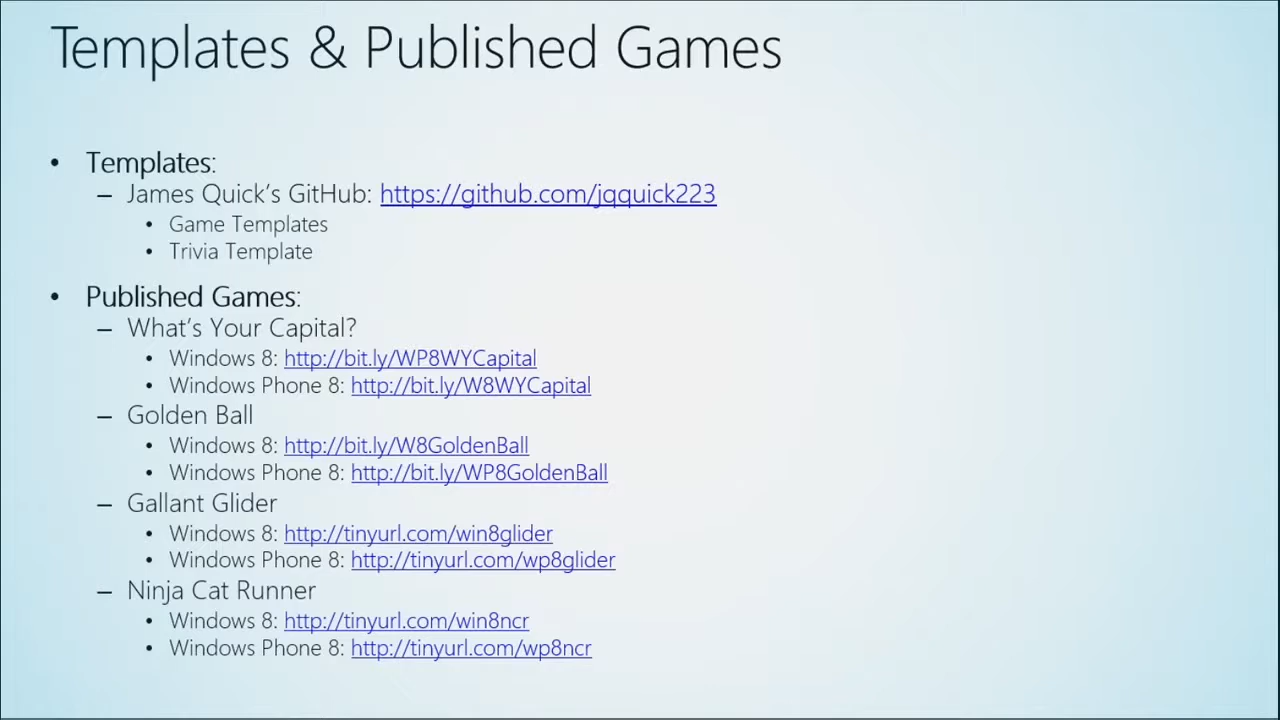 Templates & Published Games
• Templates:
– James Quick's GitHub: https://github.com/jqquick223
• Game Templates
• Trivia Template
• Published Games:
– What's Your Capital?
• Windows 8: http://bit.ly/WP8WYCapital
• Windows Phone 8: http://bit.ly/W8WYCapital
– Golden Ball
• Windows 8: http://bit.ly/W8GoldenBall
• Windows Phone 8: http://bit.ly/WP8GoldenBall
– Gallant Glider
• Windows 8: http://tinyurl.com/win8glider
• Windows Phone 8: http://tinyurl.com/wp8glider
– Ninja Cat Runner
• Windows 8: http://tinyurl.com/win8ncr
• Windows Phone 8: http://tinyurl.com/wp8ncr